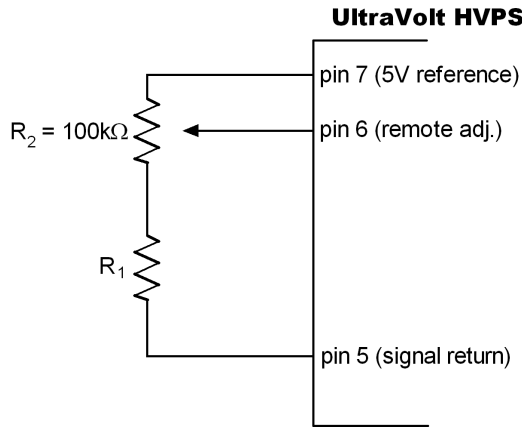 UltraVolt HVPS
pin 7 (5V reference)
R2 = 100kΩ
pin 6 (remote adj.)
R1
pin 5 (signal return)